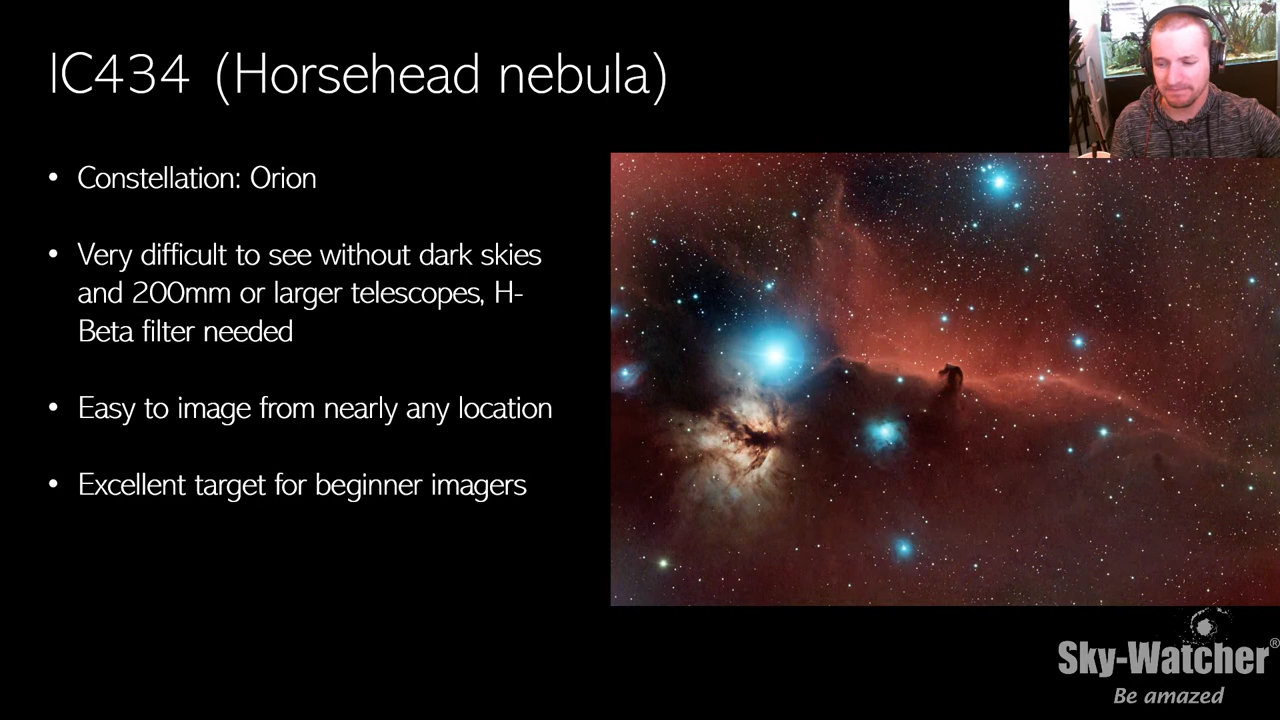 IC434 (Horsehead nebula)
• Constellation: Orion
• Very difficult to see without dark skies
and 200mm or larger telescopes, H-
Beta filter needed
• Easy to image from nearly any location
• Excellent target for beginner imagers
Sky-Watcher®
Be amazed